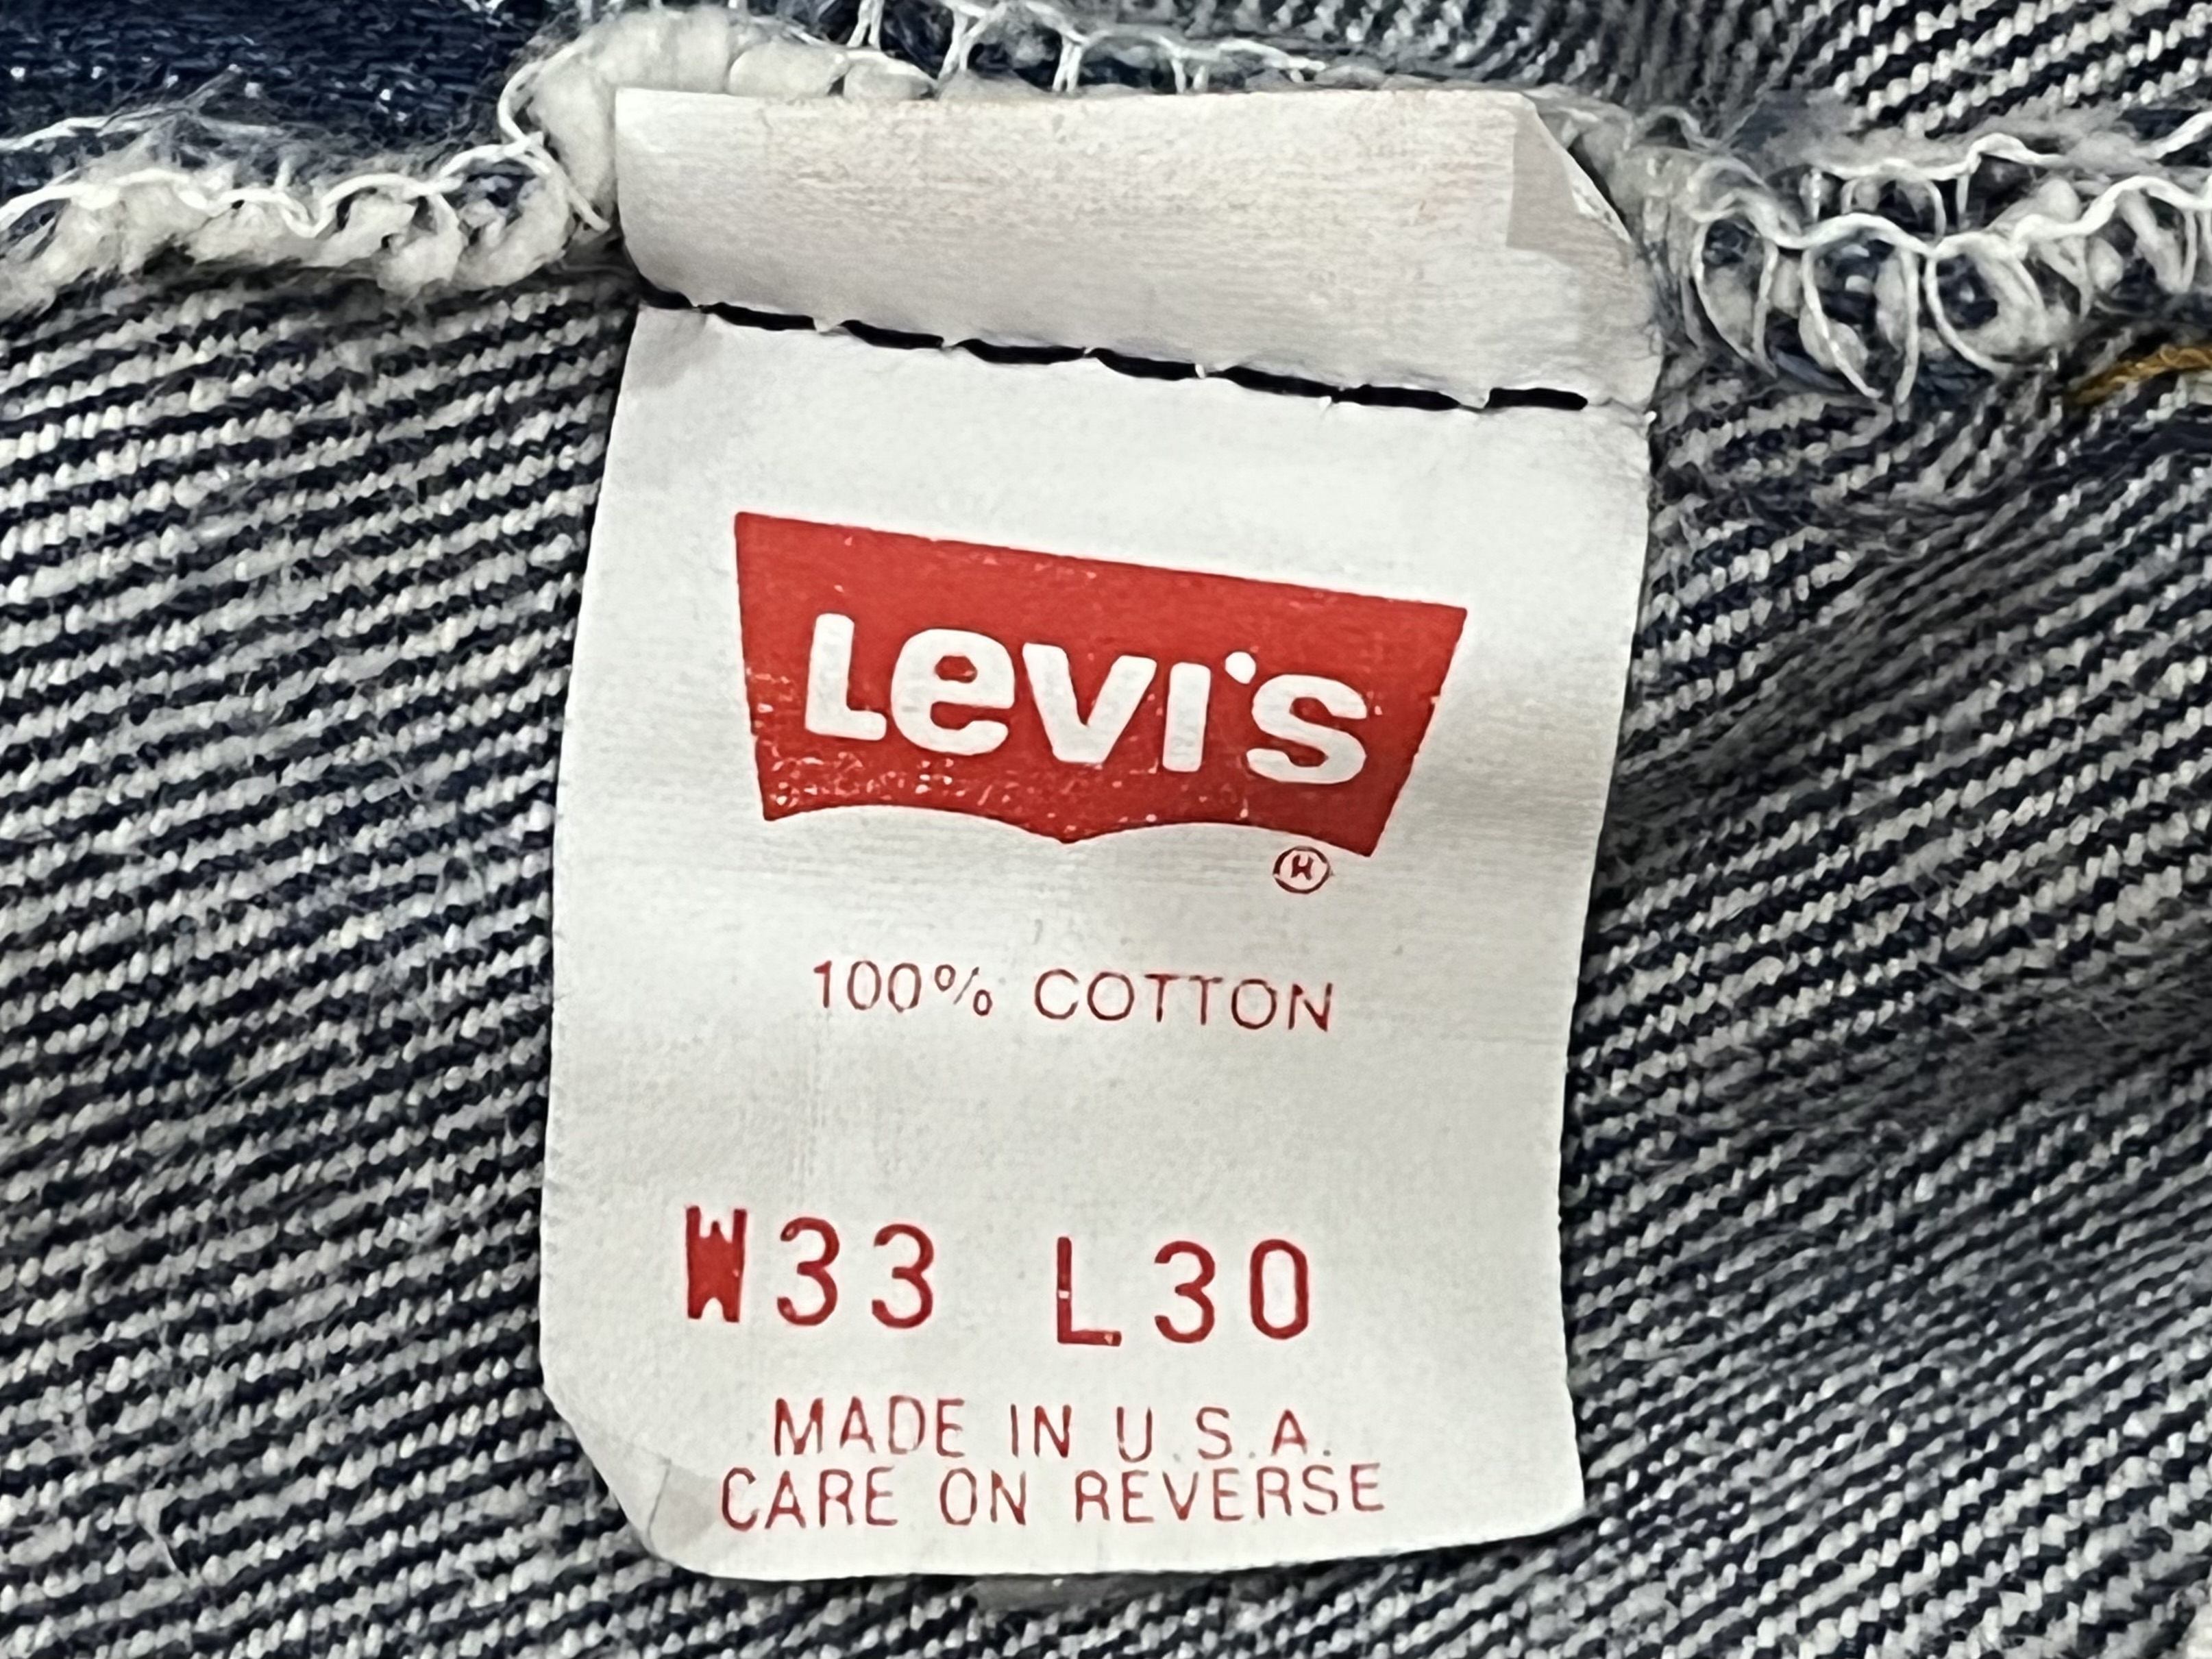 Levi's
®
100% COTTON
W33 L30
MADE IN U.S.A.
CARE ON REVERSE